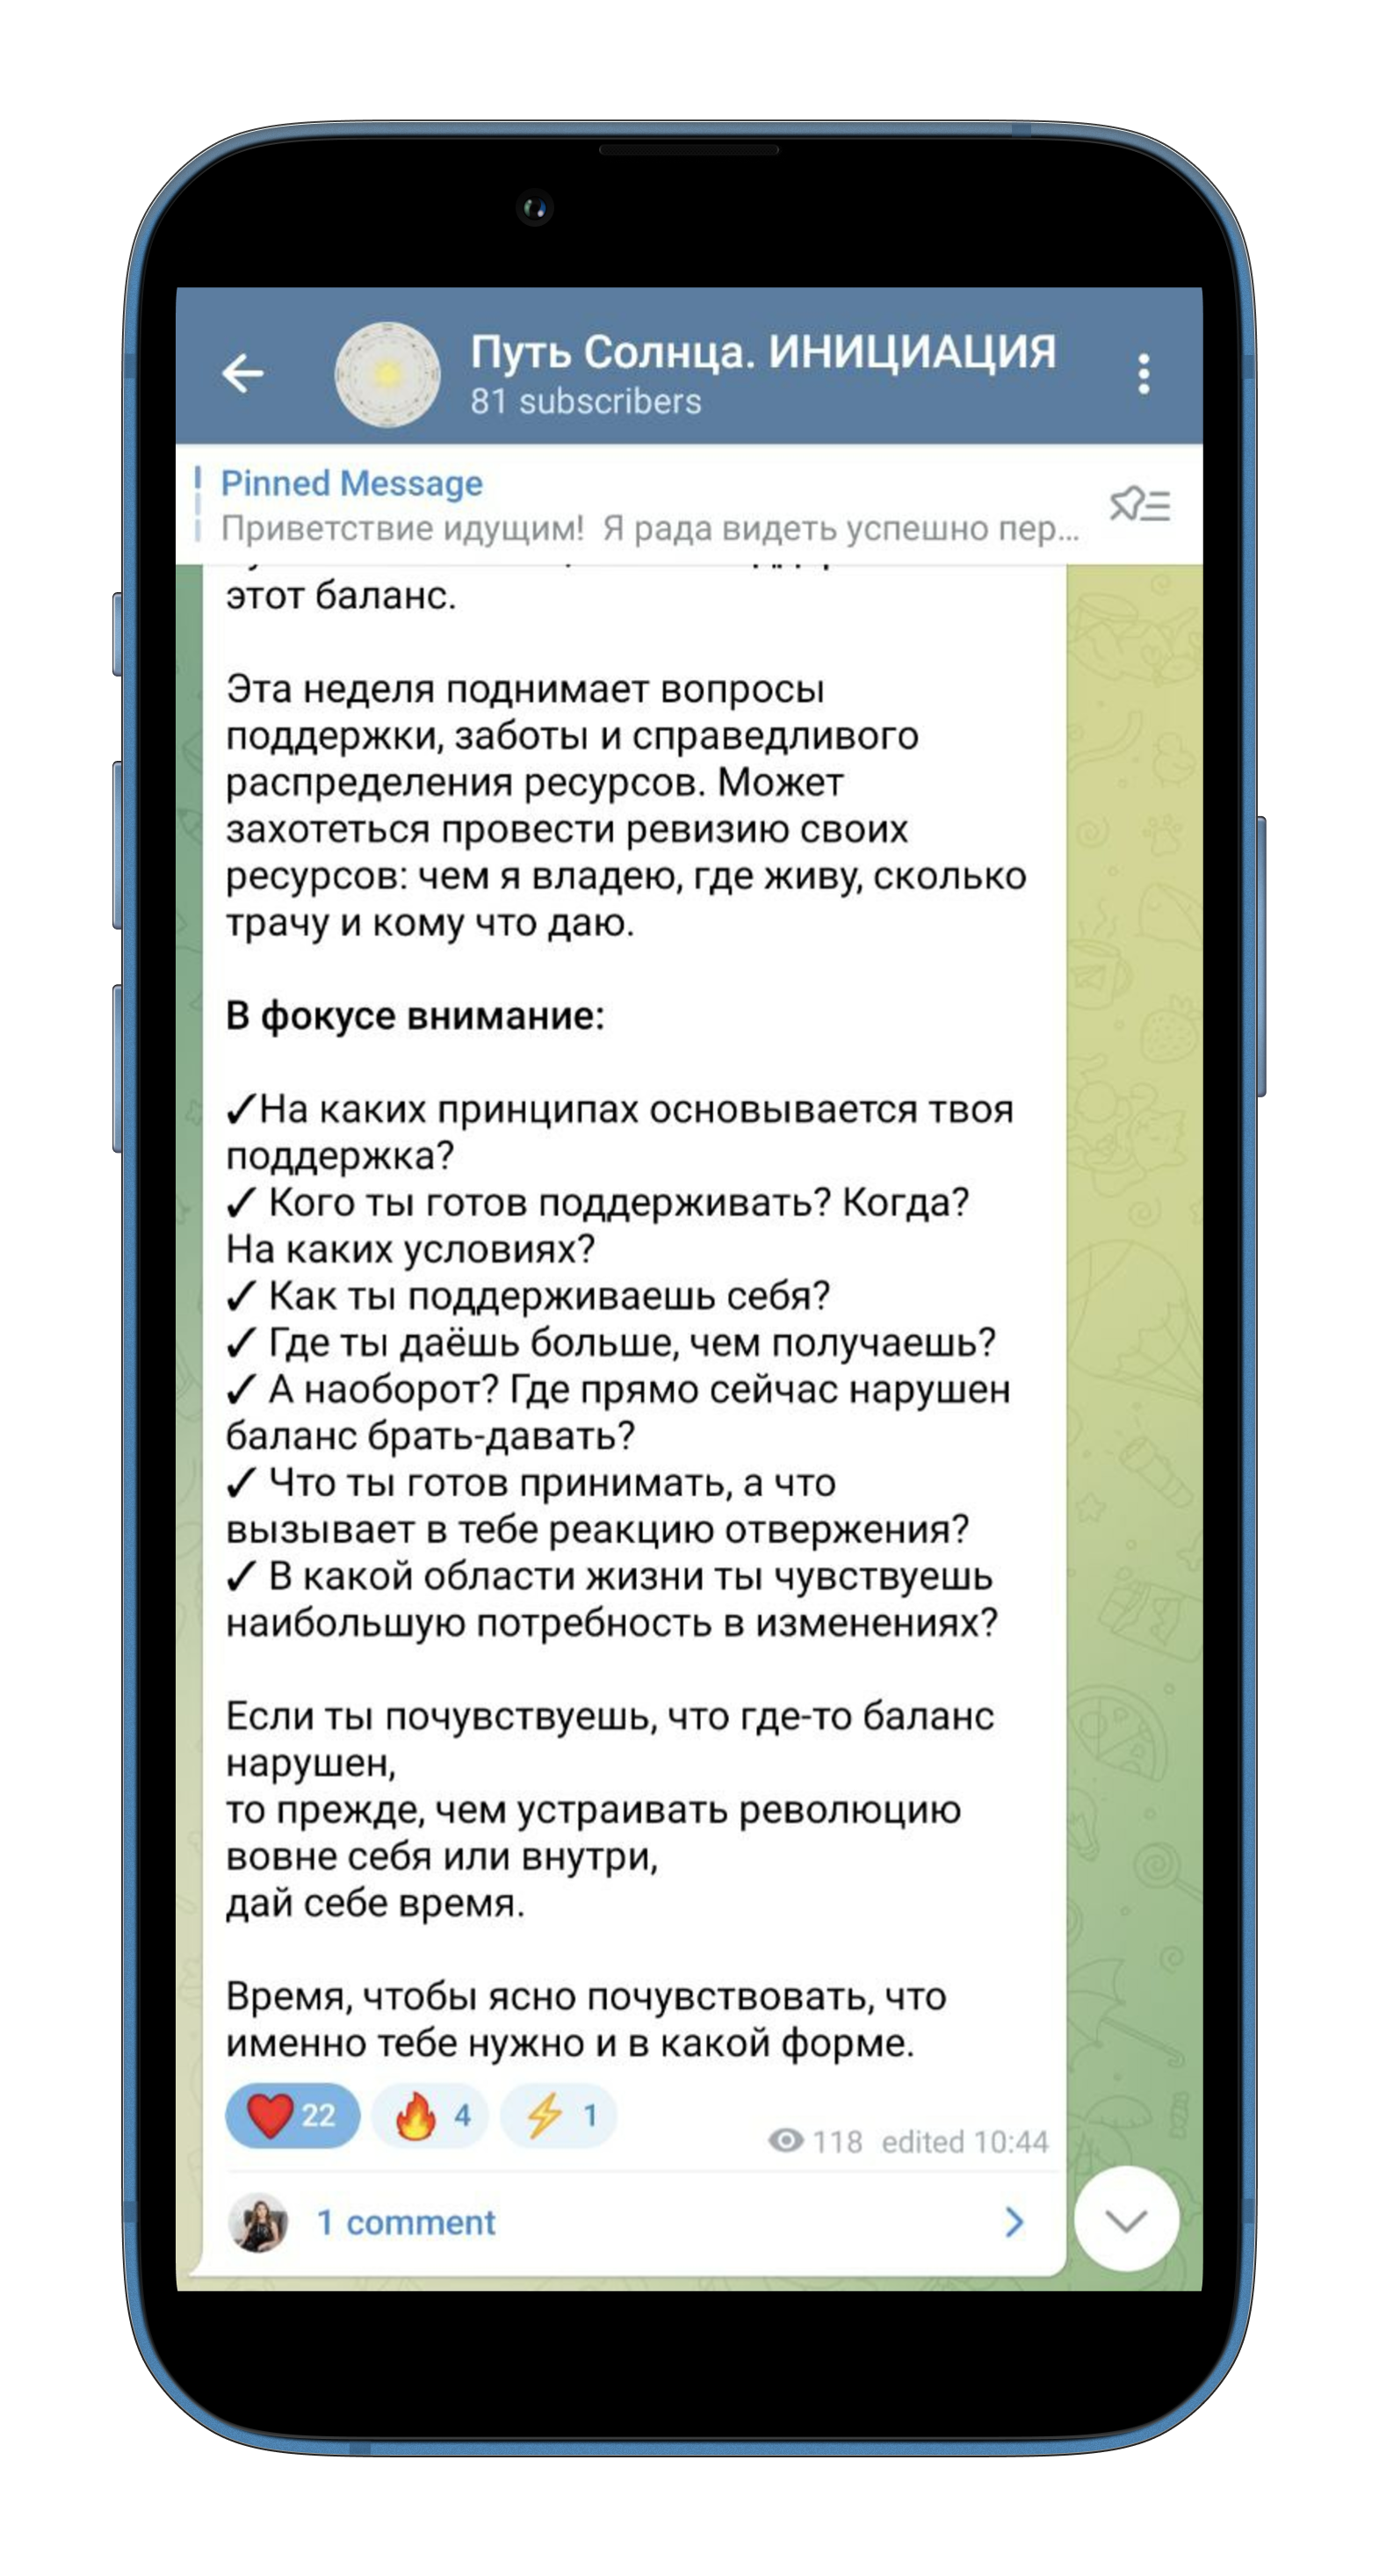 Путь Солнца. ИНИЦИАЦИЯ
81 subscribers
Pinned Message
Приветствие идущим! Я рада видеть успешно пер...
этот баланс.
Эта неделя поднимает вопросы
поддержки, заботы и справедливого
распределения ресурсов. Может
захотеться провести ревизию своих
ресурсов: чем я владею, где живу, сколько
трачу и кому что даю.
В фокусе внимание:
✓На каких принципах основывается твоя
поддержка?
✓ Кого ты готов поддерживать? Когда?
На каких условиях?
✓ Как ты поддерживаешь себя?
✓ Где ты даёшь больше, чем получаешь?
✓ А наоборот? Где прямо сейчас нарушен
баланс брать-давать?
✓ Что ты готов принимать, а что
вызывает в тебе реакцию отвержения?
✓ В какой области жизни ты чувствуешь
наибольшую потребность в изменениях?
Если ты почувствуешь, что где-то баланс
нарушен,
то прежде, чем устраивать революцию
вовне себя или внутри,
дай себе время.
Время, чтобы ясно почувствовать, что
именно тебе нужно и в какой форме.
❤️ 22 🔥 4 ⚡ 1
118 edited 10:44
1 comment